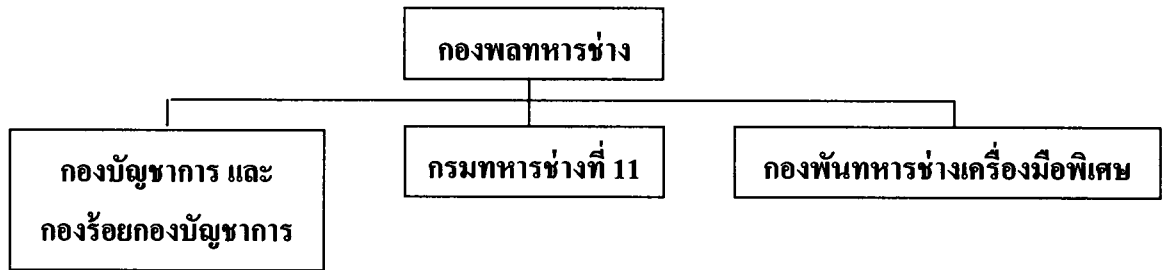 กองพลทหารช่าง
กองบัญชาการ และ
กองร้อยกองบัญชาการ
กรมทหารช่างที่ 11
กองพันทหารช่างเครื่องมือพิเศษ